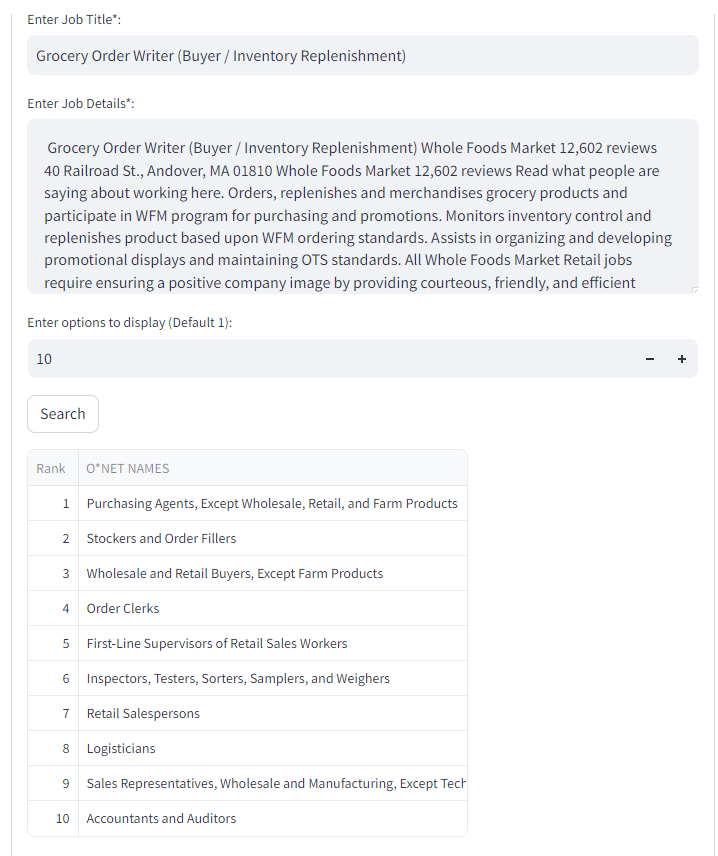 Enter Job Title*:
Grocery Order Writer (Buyer / Inventory Replenishment)
Enter Job Details*:
Grocery Order Writer (Buyer / Inventory Replenishment) Whole Foods Market 12,602 reviews
40 Railroad St., Andover, MA 01810 Whole Foods Market 12,602 reviews Read what people are
saying about working here. Orders, replenishes and merchandises grocery products and
participate in WFM program for purchasing and promotions. Monitors inventory control and
replenishes product based upon WFM ordering standards. Assists in organizing and developing
promotional displays and maintaining OTS standards. All Whole Foods Market Retail jobs
require ensuring a positive company image by providing courteous, friendly, and efficient
Enter options to display (Default 1):
10 − +
Search
Rank O*NET NAMES
1 Purchasing Agents, Except Wholesale, Retail, and Farm Products
2 Stockers and Order Fillers
3 Wholesale and Retail Buyers, Except Farm Products
4 Order Clerks
5 First-Line Supervisors of Retail Sales Workers
6 Inspectors, Testers, Sorters, Samplers, and Weighers
7 Retail Salespersons
8 Logisticians
9 Sales Representatives, Wholesale and Manufacturing, Except Tech
10 Accountants and Auditors